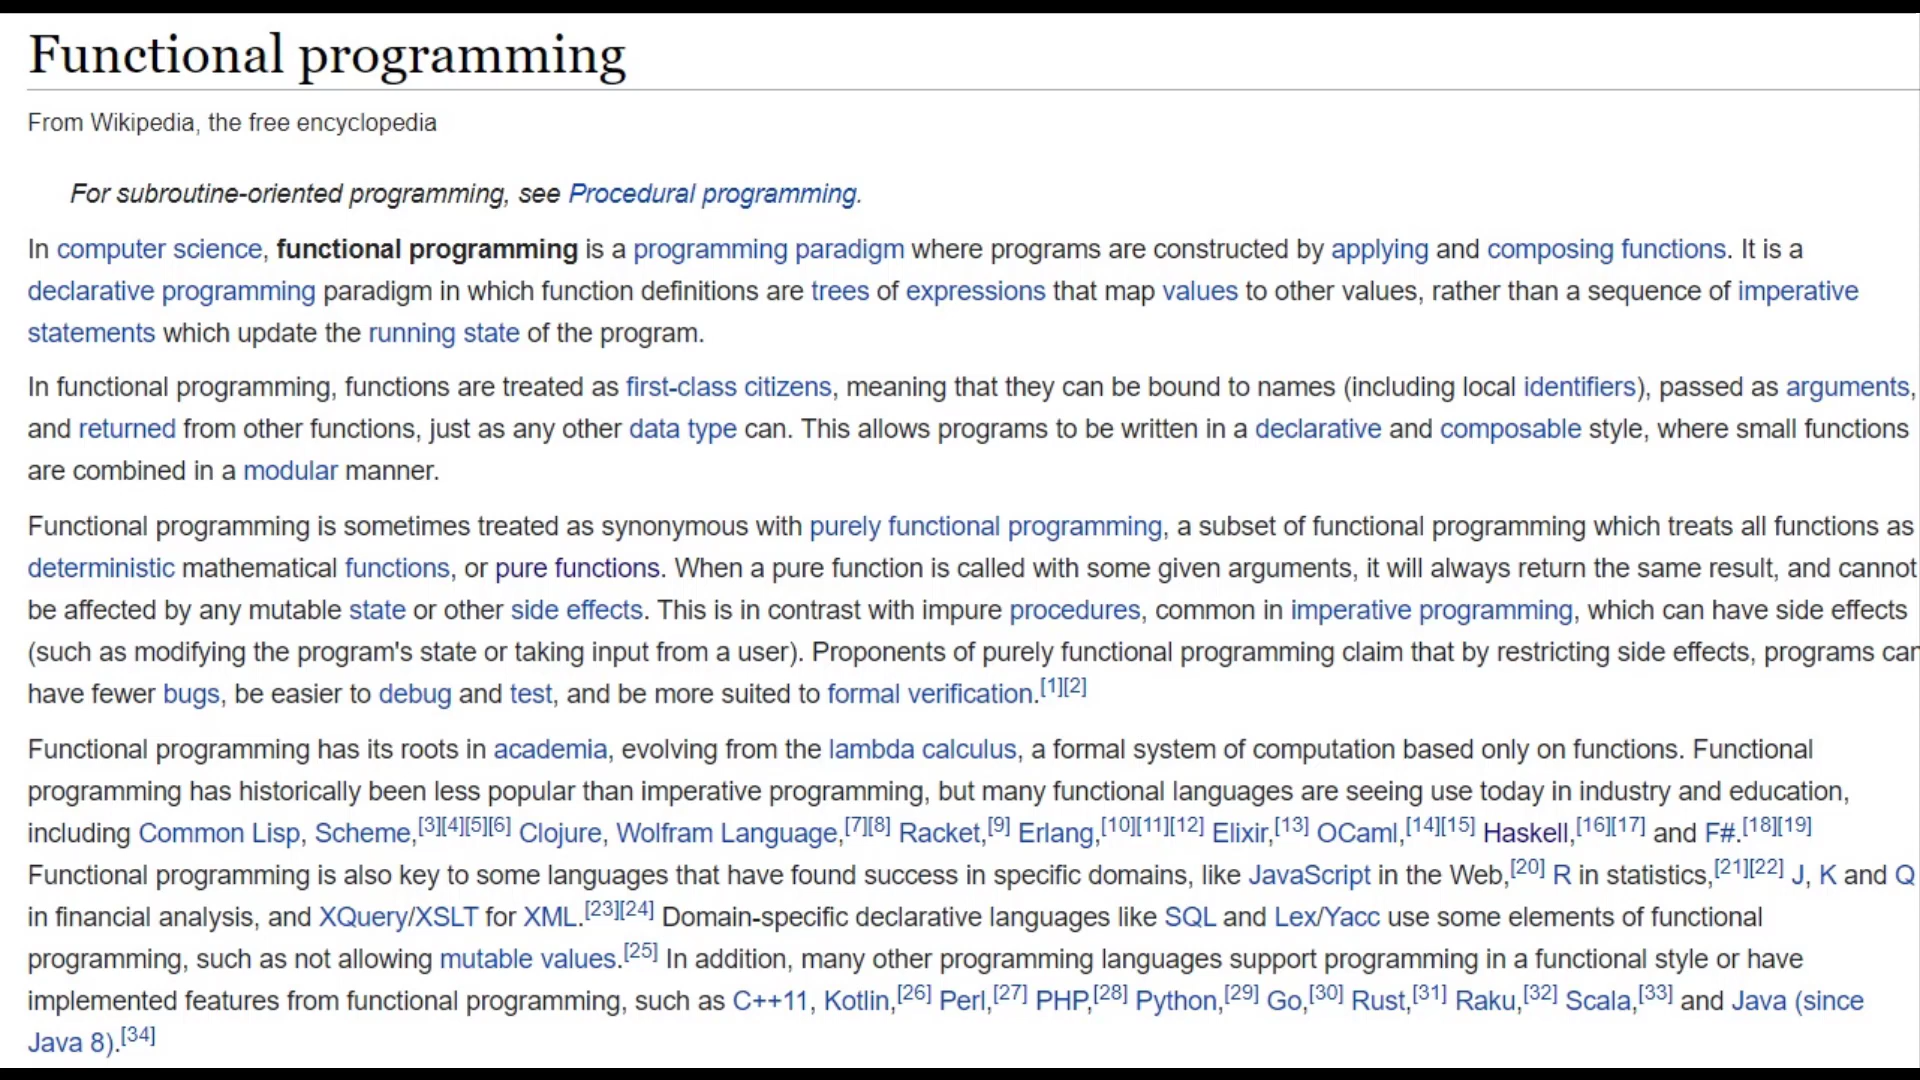 Functional programming
From Wikipedia, the free encyclopedia
For subroutine-oriented programming, see Procedural programming.
In computer science, functional programming is a programming paradigm where programs are constructed by applying and composing functions. It is a
declarative programming paradigm in which function definitions are trees of expressions that map values to other values, rather than a sequence of imperative
statements which update the running state of the program.
In functional programming, functions are treated as first-class citizens, meaning that they can be bound to names (including local identifiers), passed as arguments,
and returned from other functions, just as any other data type can. This allows programs to be written in a declarative and composable style, where small functions
are combined in a modular manner.
Functional programming is sometimes treated as synonymous with purely functional programming, a subset of functional programming which treats all functions as
deterministic mathematical functions, or pure functions. When a pure function is called with some given arguments, it will always return the same result, and cannot
be affected by any mutable state or other side effects. This is in contrast with impure procedures, common in imperative programming, which can have side effects
(such as modifying the program's state or taking input from a user). Proponents of purely functional programming claim that by restricting side effects, programs can
have fewer bugs, be easier to debug and test, and be more suited to formal verification.[1][2]
Functional programming has its roots in academia, evolving from the lambda calculus, a formal system of computation based only on functions. Functional
programming has historically been less popular than imperative programming, but many functional languages are seeing use today in industry and education,
including Common Lisp, Scheme,[3][4][5][6] Clojure, Wolfram Language,[7][8] Racket,[9] Erlang,[10][11][12] Elixir,[13] OCaml,[14][15] Haskell,[16][17] and F#.[18][19]
Functional programming is also key to some languages that have found success in specific domains, like JavaScript in the Web,[20] R in statistics,[21][22] J, K and Q
in financial analysis, and XQuery/XSLT for XML.[23][24] Domain-specific declarative languages like SQL and Lex/Yacc use some elements of functional
programming, such as not allowing mutable values.[25] In addition, many other programming languages support programming in a functional style or have
implemented features from functional programming, such as C++11, Kotlin,[26] Perl,[27] PHP,[28] Python,[29] Go,[30] Rust,[31] Raku,[32] Scala,[33] and Java (since
Java 8).[34]